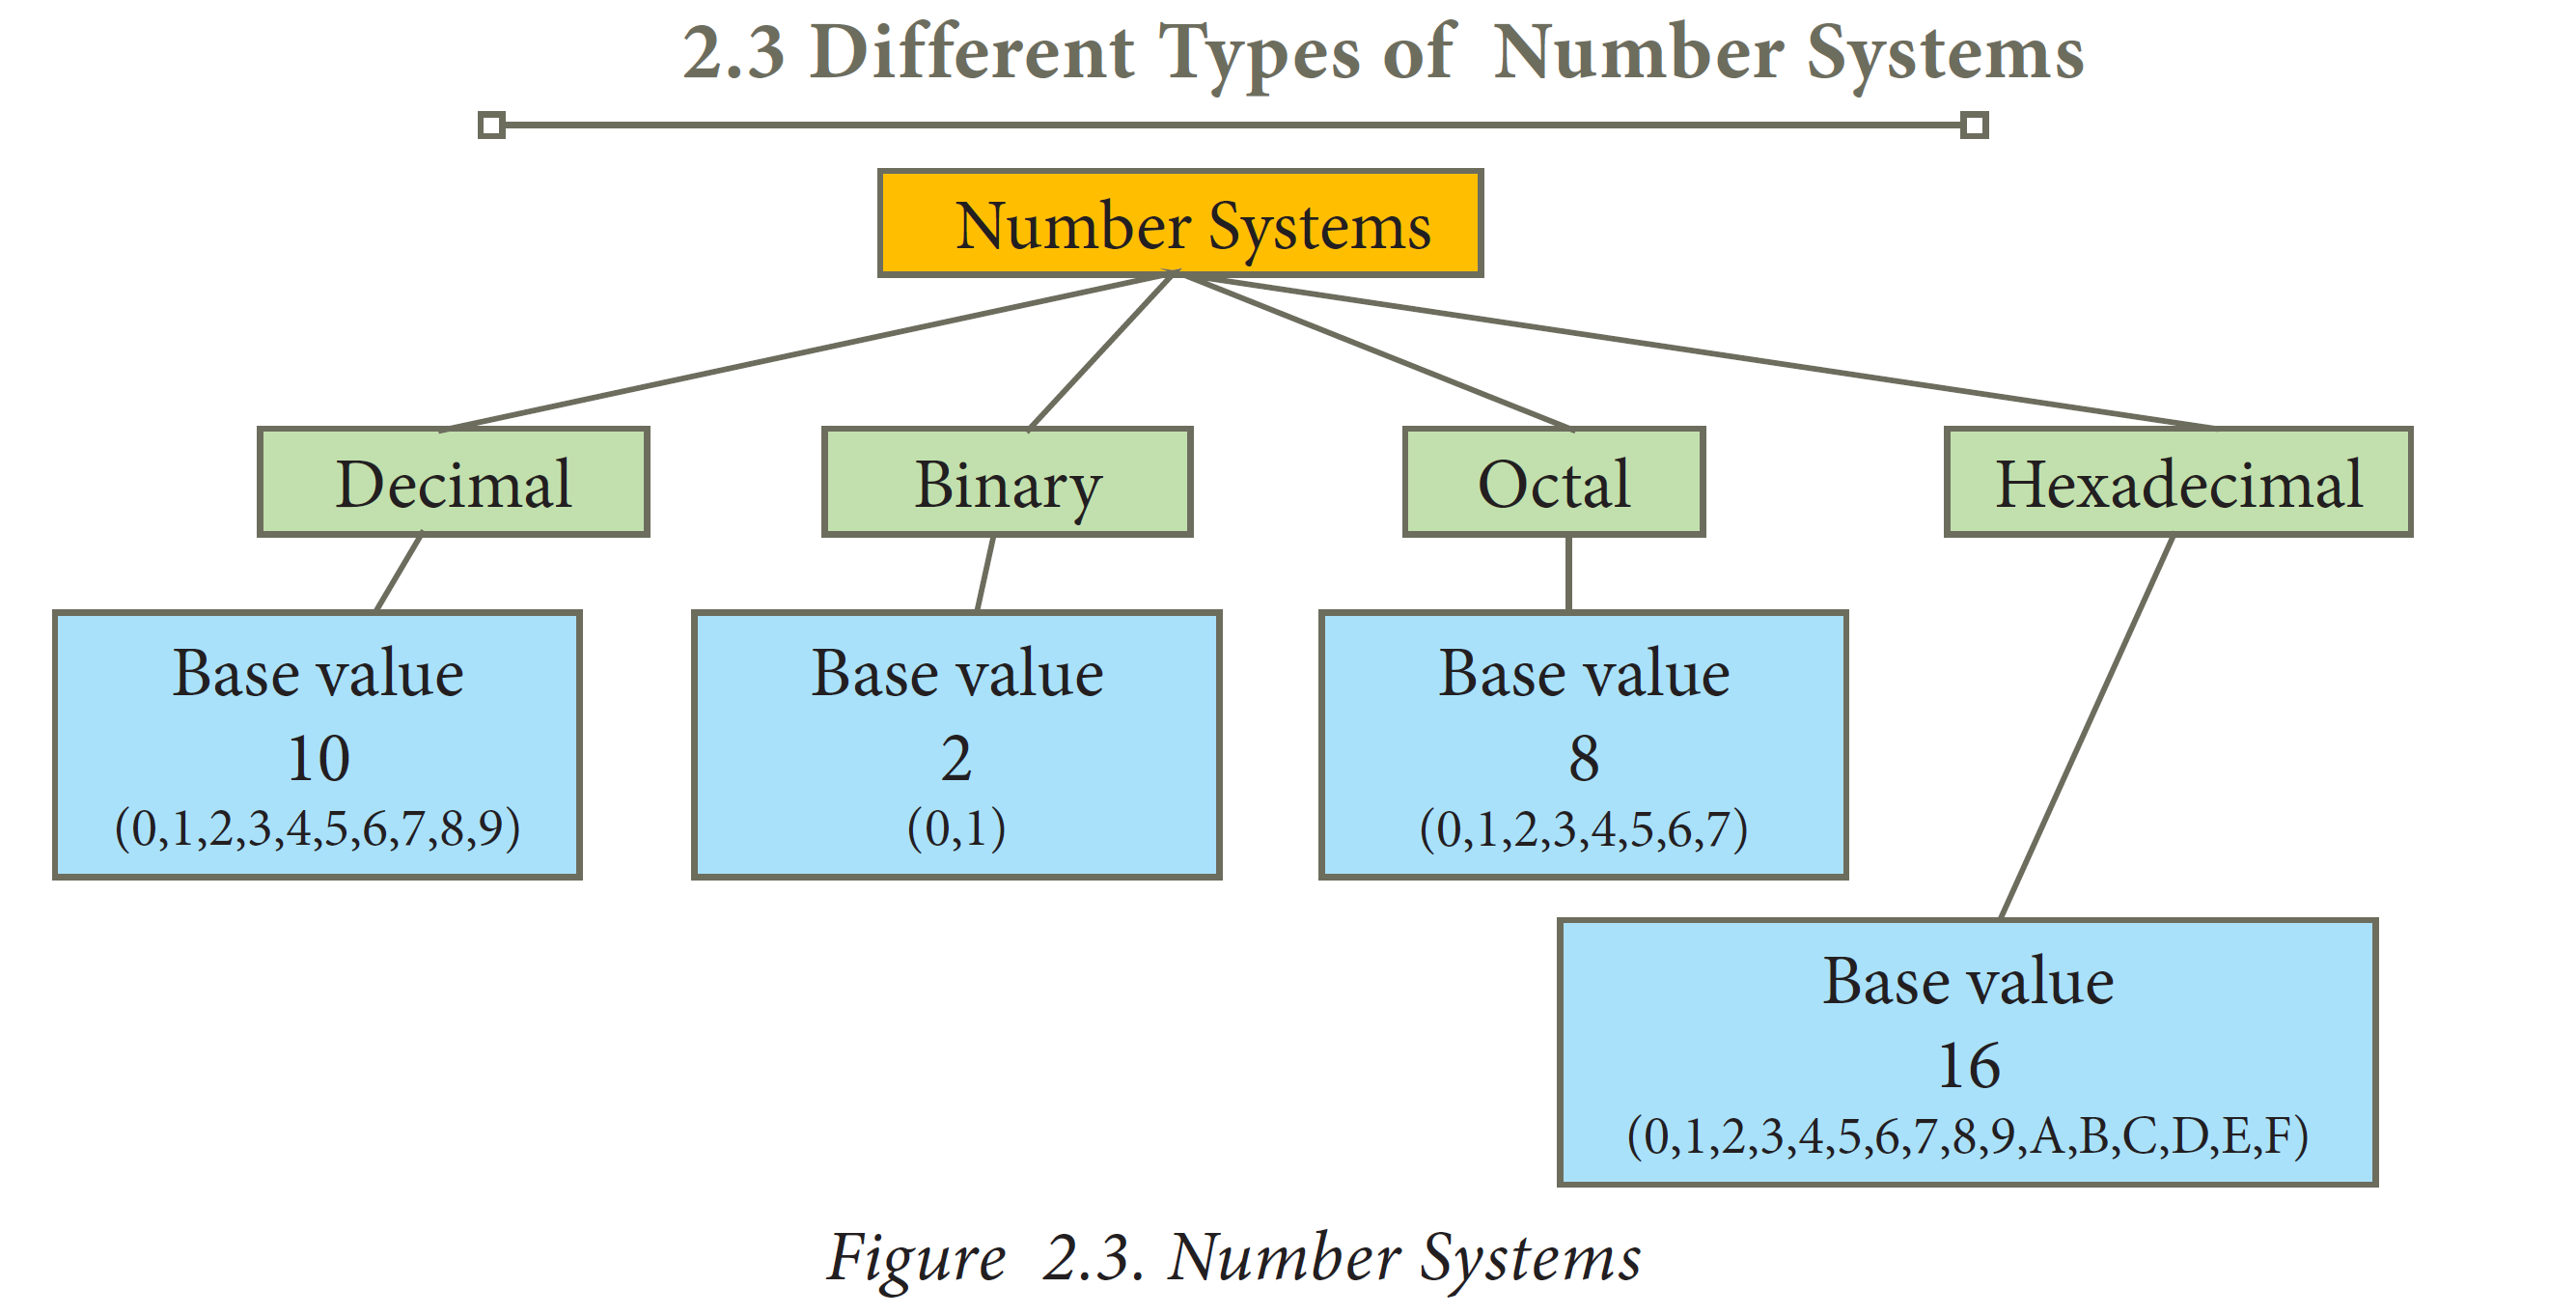 2.3 Different Types of Number Systems
Number Systems
Decimal
Binary
Octal
Hexadecimal
Base value
10
(0,1,2,3,4,5,6,7,8,9)
Base value
2
(0,1)
Base value
8
(0,1,2,3,4,5,6,7)
Base value
16
(0,1,2,3,4,5,6,7,8,9,A,B,C,D,E,F)
Figure 2.3. Number Systems